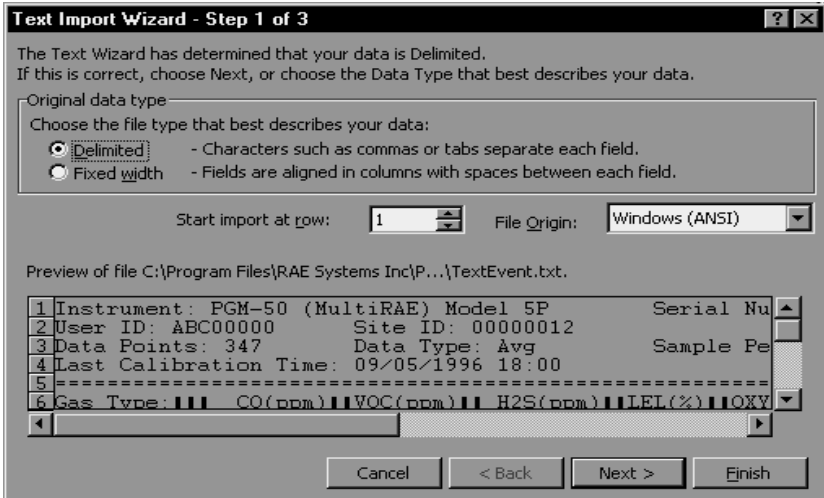 Text Import Wizard - Step 1 of 3
The Text Wizard has determined that your data is Delimited.
If this is correct, choose Next, or choose the Data Type that best describes your data.
Original data type
Choose the file type that best describes your data:
Delimited - Characters such as commas or tabs separate each field.
Fixed width - Fields are aligned in columns with spaces between each field.
Start import at row: 1 File Origin: Windows (ANSI)
Preview of file C:\Program Files\RAE Systems Inc\P...\TextEvent.txt.
1 Instrument: PGM-50 (MultiRAE) Model 5P Serial Nu
2 User ID: ABC00000 Site ID: 00000012
3 Data Points: 347 Data Type: Avg Sample Pe
4 Last Calibration Time: 09/05/1996 18:00
5 ==========================================================
6 Gas Type:▮▮▮ CO(ppm)▮▮VOC(ppm)▮▮ H2S(ppm)▮▮LEL(%)▮▮OXY
Cancel < Back Next > Finish